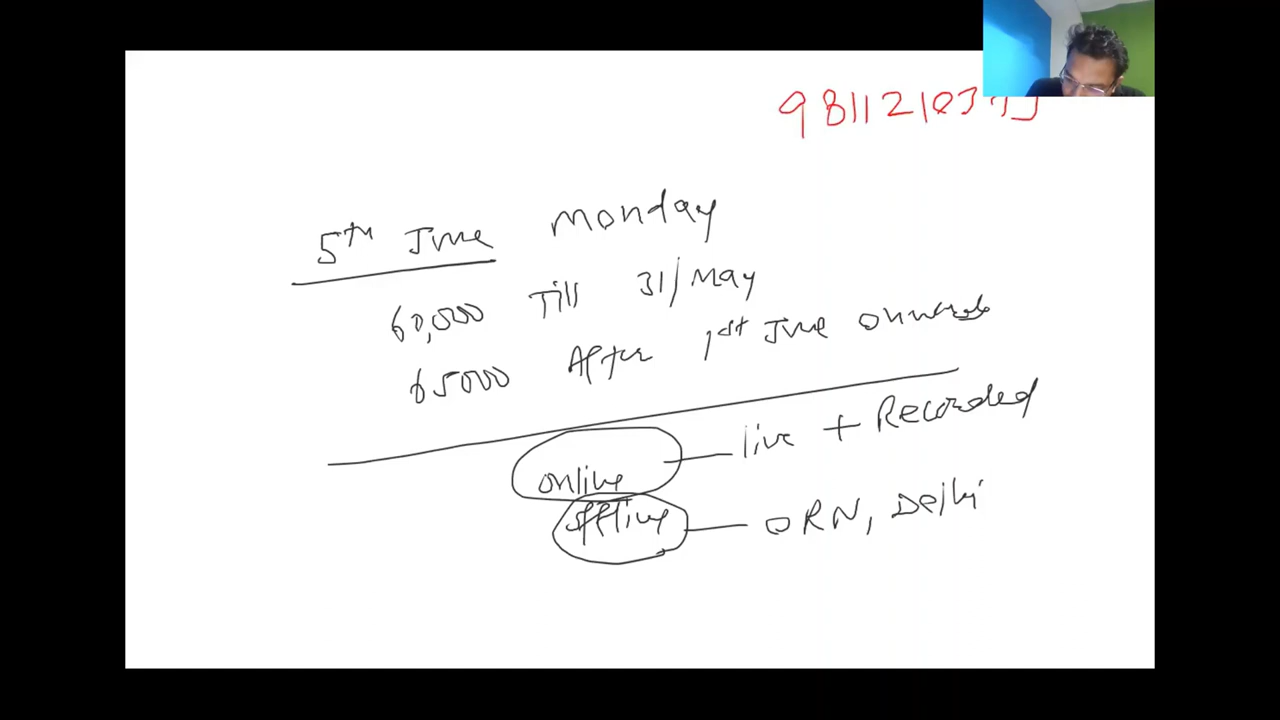 5th June Monday
60,000 Till 31/May
65000 After 1st June Onwards
online — live + Recorded
offline — ORN, Delhi